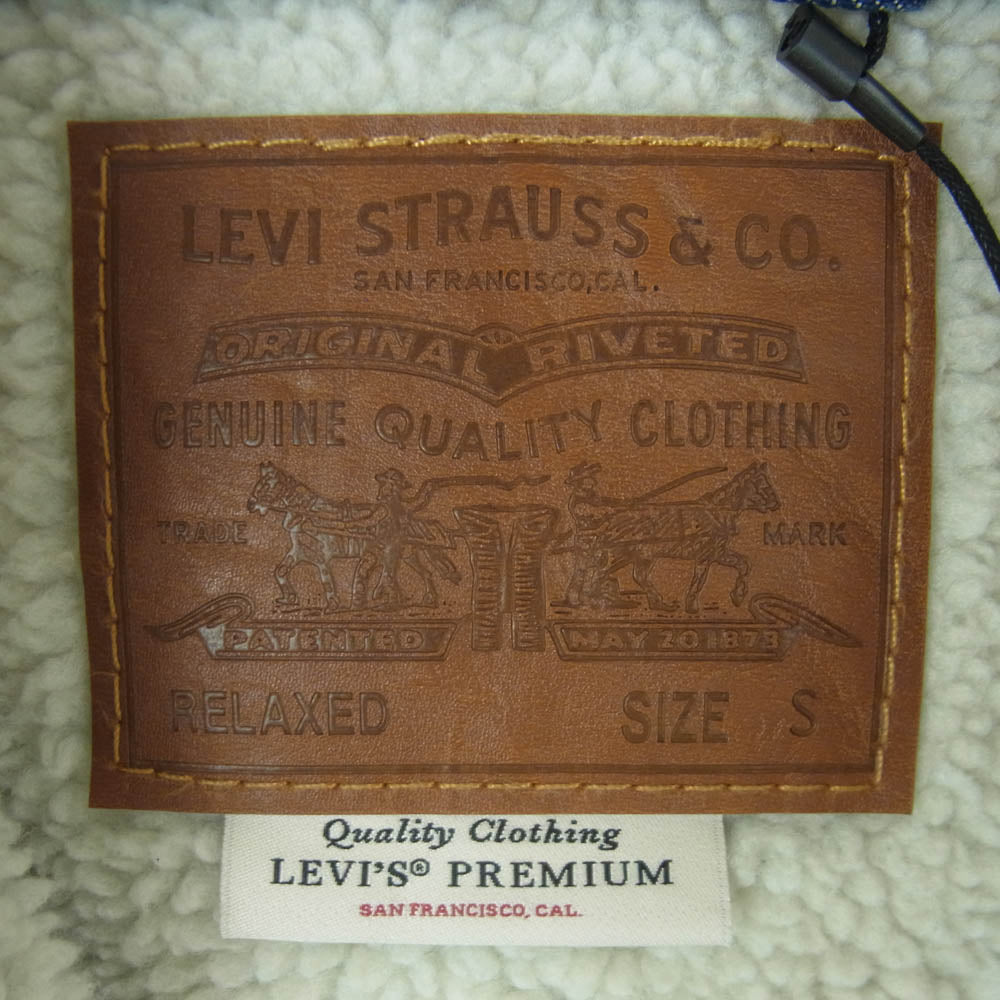 LEVI STRAUSS & CO.
SAN FRANCISCO, CAL.
ORIGINAL RIVETED
GENUINE QUALITY CLOTHING
TRADE MARK
PATENTED MAY 20 1873
RELAXED SIZE S
Quality Clothing
LEVI'S® PREMIUM
SAN FRANCISCO, CAL.